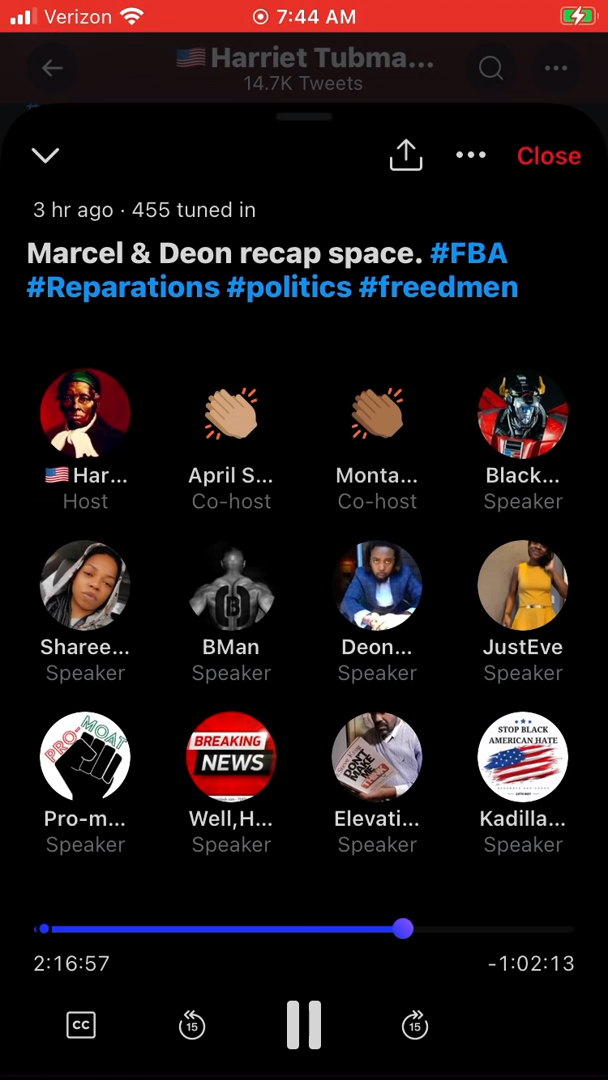 Verizon 7:44 AM
Harriet Tubma...
14.7K Tweets
Close
3 hr ago · 455 tuned in
Marcel & Deon recap space. #FBA
#Reparations #politics #freedmen
Har... April S... Monta... Black...
Host Co-host Co-host Speaker
B
Sharee... BMan Deon... JustEve
Speaker Speaker Speaker Speaker
PRO-MOAT
BREAKING
NEWS
DON'T
MAKE
ME
STOP BLACK
AMERICAN HATE
Pro-m... Well,H... Elevati... Kadilla...
Speaker Speaker Speaker Speaker
2:16:57 -1:02:13
CC 15 15